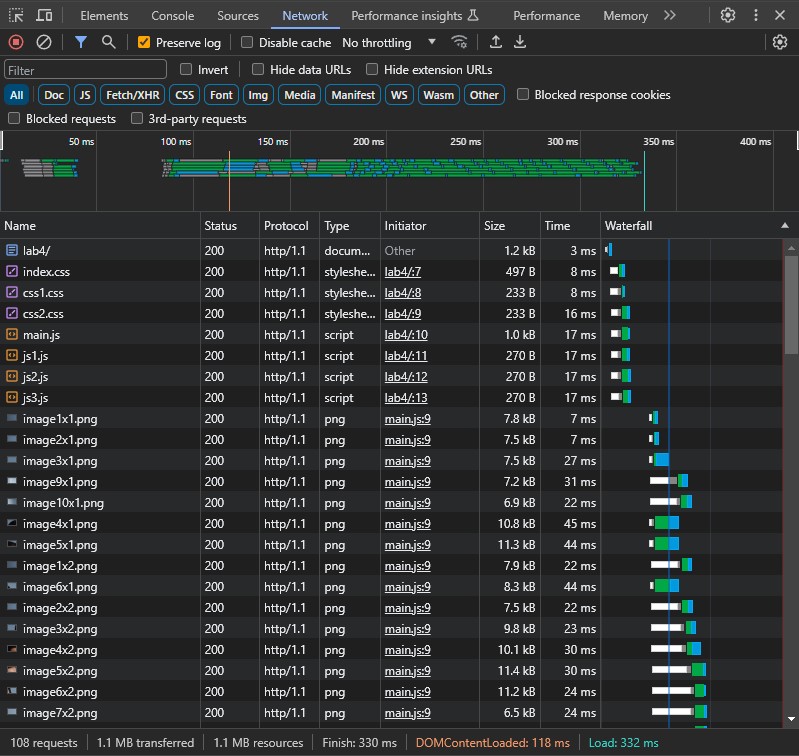 Elements Console Sources Network Performance insights Performance Memory
Preserve log Disable cache No throttling
Filter Invert Hide data URLs Hide extension URLs
All Doc JS Fetch/XHR CSS Font Img Media Manifest WS Wasm Other Blocked response cookies
Blocked requests 3rd-party requests
50 ms 100 ms 150 ms 200 ms 250 ms 300 ms 350 ms 400 ms
Name Status Protocol Type Initiator Size Time Waterfall
lab4/ 200 http/1.1 docum... Other 1.2 kB 3 ms
index.css 200 http/1.1 styleshe... lab4/:7 497 B 8 ms
css1.css 200 http/1.1 styleshe... lab4/:8 233 B 8 ms
css2.css 200 http/1.1 styleshe... lab4/:9 233 B 16 ms
main.js 200 http/1.1 script lab4/:10 1.0 kB 17 ms
js1.js 200 http/1.1 script lab4/:11 270 B 17 ms
js2.js 200 http/1.1 script lab4/:12 270 B 17 ms
js3.js 200 http/1.1 script lab4/:13 270 B 17 ms
image1x1.png 200 http/1.1 png main.js:9 7.8 kB 7 ms
image2x1.png 200 http/1.1 png main.js:9 7.5 kB 7 ms
image3x1.png 200 http/1.1 png main.js:9 7.5 kB 27 ms
image9x1.png 200 http/1.1 png main.js:9 7.2 kB 31 ms
image10x1.png 200 http/1.1 png main.js:9 6.9 kB 22 ms
image4x1.png 200 http/1.1 png main.js:9 10.8 kB 45 ms
image5x1.png 200 http/1.1 png main.js:9 11.3 kB 44 ms
image1x2.png 200 http/1.1 png main.js:9 7.9 kB 22 ms
image6x1.png 200 http/1.1 png main.js:9 8.3 kB 44 ms
image2x2.png 200 http/1.1 png main.js:9 7.5 kB 22 ms
image3x2.png 200 http/1.1 png main.js:9 9.8 kB 23 ms
image4x2.png 200 http/1.1 png main.js:9 10.1 kB 30 ms
image5x2.png 200 http/1.1 png main.js:9 11.4 kB 30 ms
image6x2.png 200 http/1.1 png main.js:9 11.2 kB 24 ms
image7x2.png 200 http/1.1 png main.js:9 6.5 kB 24 ms
108 requests 1.1 MB transferred 1.1 MB resources Finish: 330 ms DOMContentLoaded: 118 ms Load: 332 ms